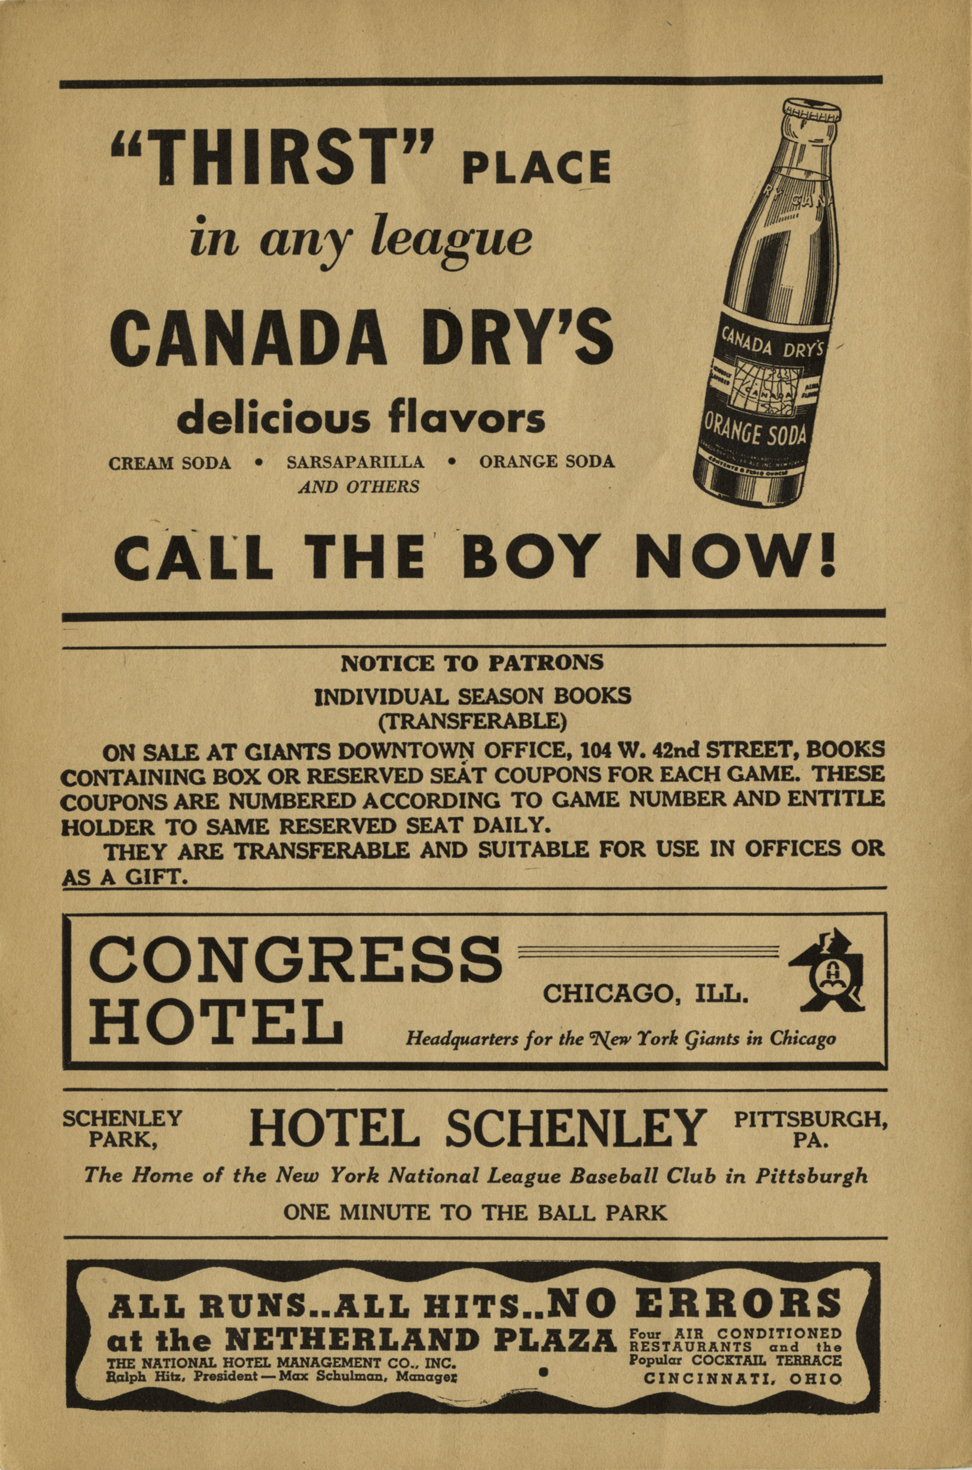 “THIRST” PLACE
in any league
CANADA DRY’S
delicious flavors
CREAM SODA • SARSAPARILLA • ORANGE SODA
AND OTHERS
CALL THE BOY NOW!
CANADA DRY'S
CANADA
ORANGE SODA
NOTICE TO PATRONS
INDIVIDUAL SEASON BOOKS
(TRANSFERABLE)
ON SALE AT GIANTS DOWNTOWN OFFICE, 104 W. 42nd STREET, BOOKS
CONTAINING BOX OR RESERVED SEAT COUPONS FOR EACH GAME. THESE
COUPONS ARE NUMBERED ACCORDING TO GAME NUMBER AND ENTITLE
HOLDER TO SAME RESERVED SEAT DAILY.
THEY ARE TRANSFERABLE AND SUITABLE FOR USE IN OFFICES OR
AS A GIFT.
CONGRESS
HOTEL
CHICAGO, ILL.
Headquarters for the New York Giants in Chicago
SCHENLEY
PARK,
HOTEL SCHENLEY
PITTSBURGH,
PA.
The Home of the New York National League Baseball Club in Pittsburgh
ONE MINUTE TO THE BALL PARK
ALL RUNS..ALL HITS..NO ERRORS
at the NETHERLAND PLAZA
THE NATIONAL HOTEL MANAGEMENT CO., INC.
Ralph Hitz, President—Max Schulman, Manager
•
Four AIR CONDITIONED
RESTAURANTS and the
Popular COCKTAIL TERRACE
CINCINNATI, OHIO